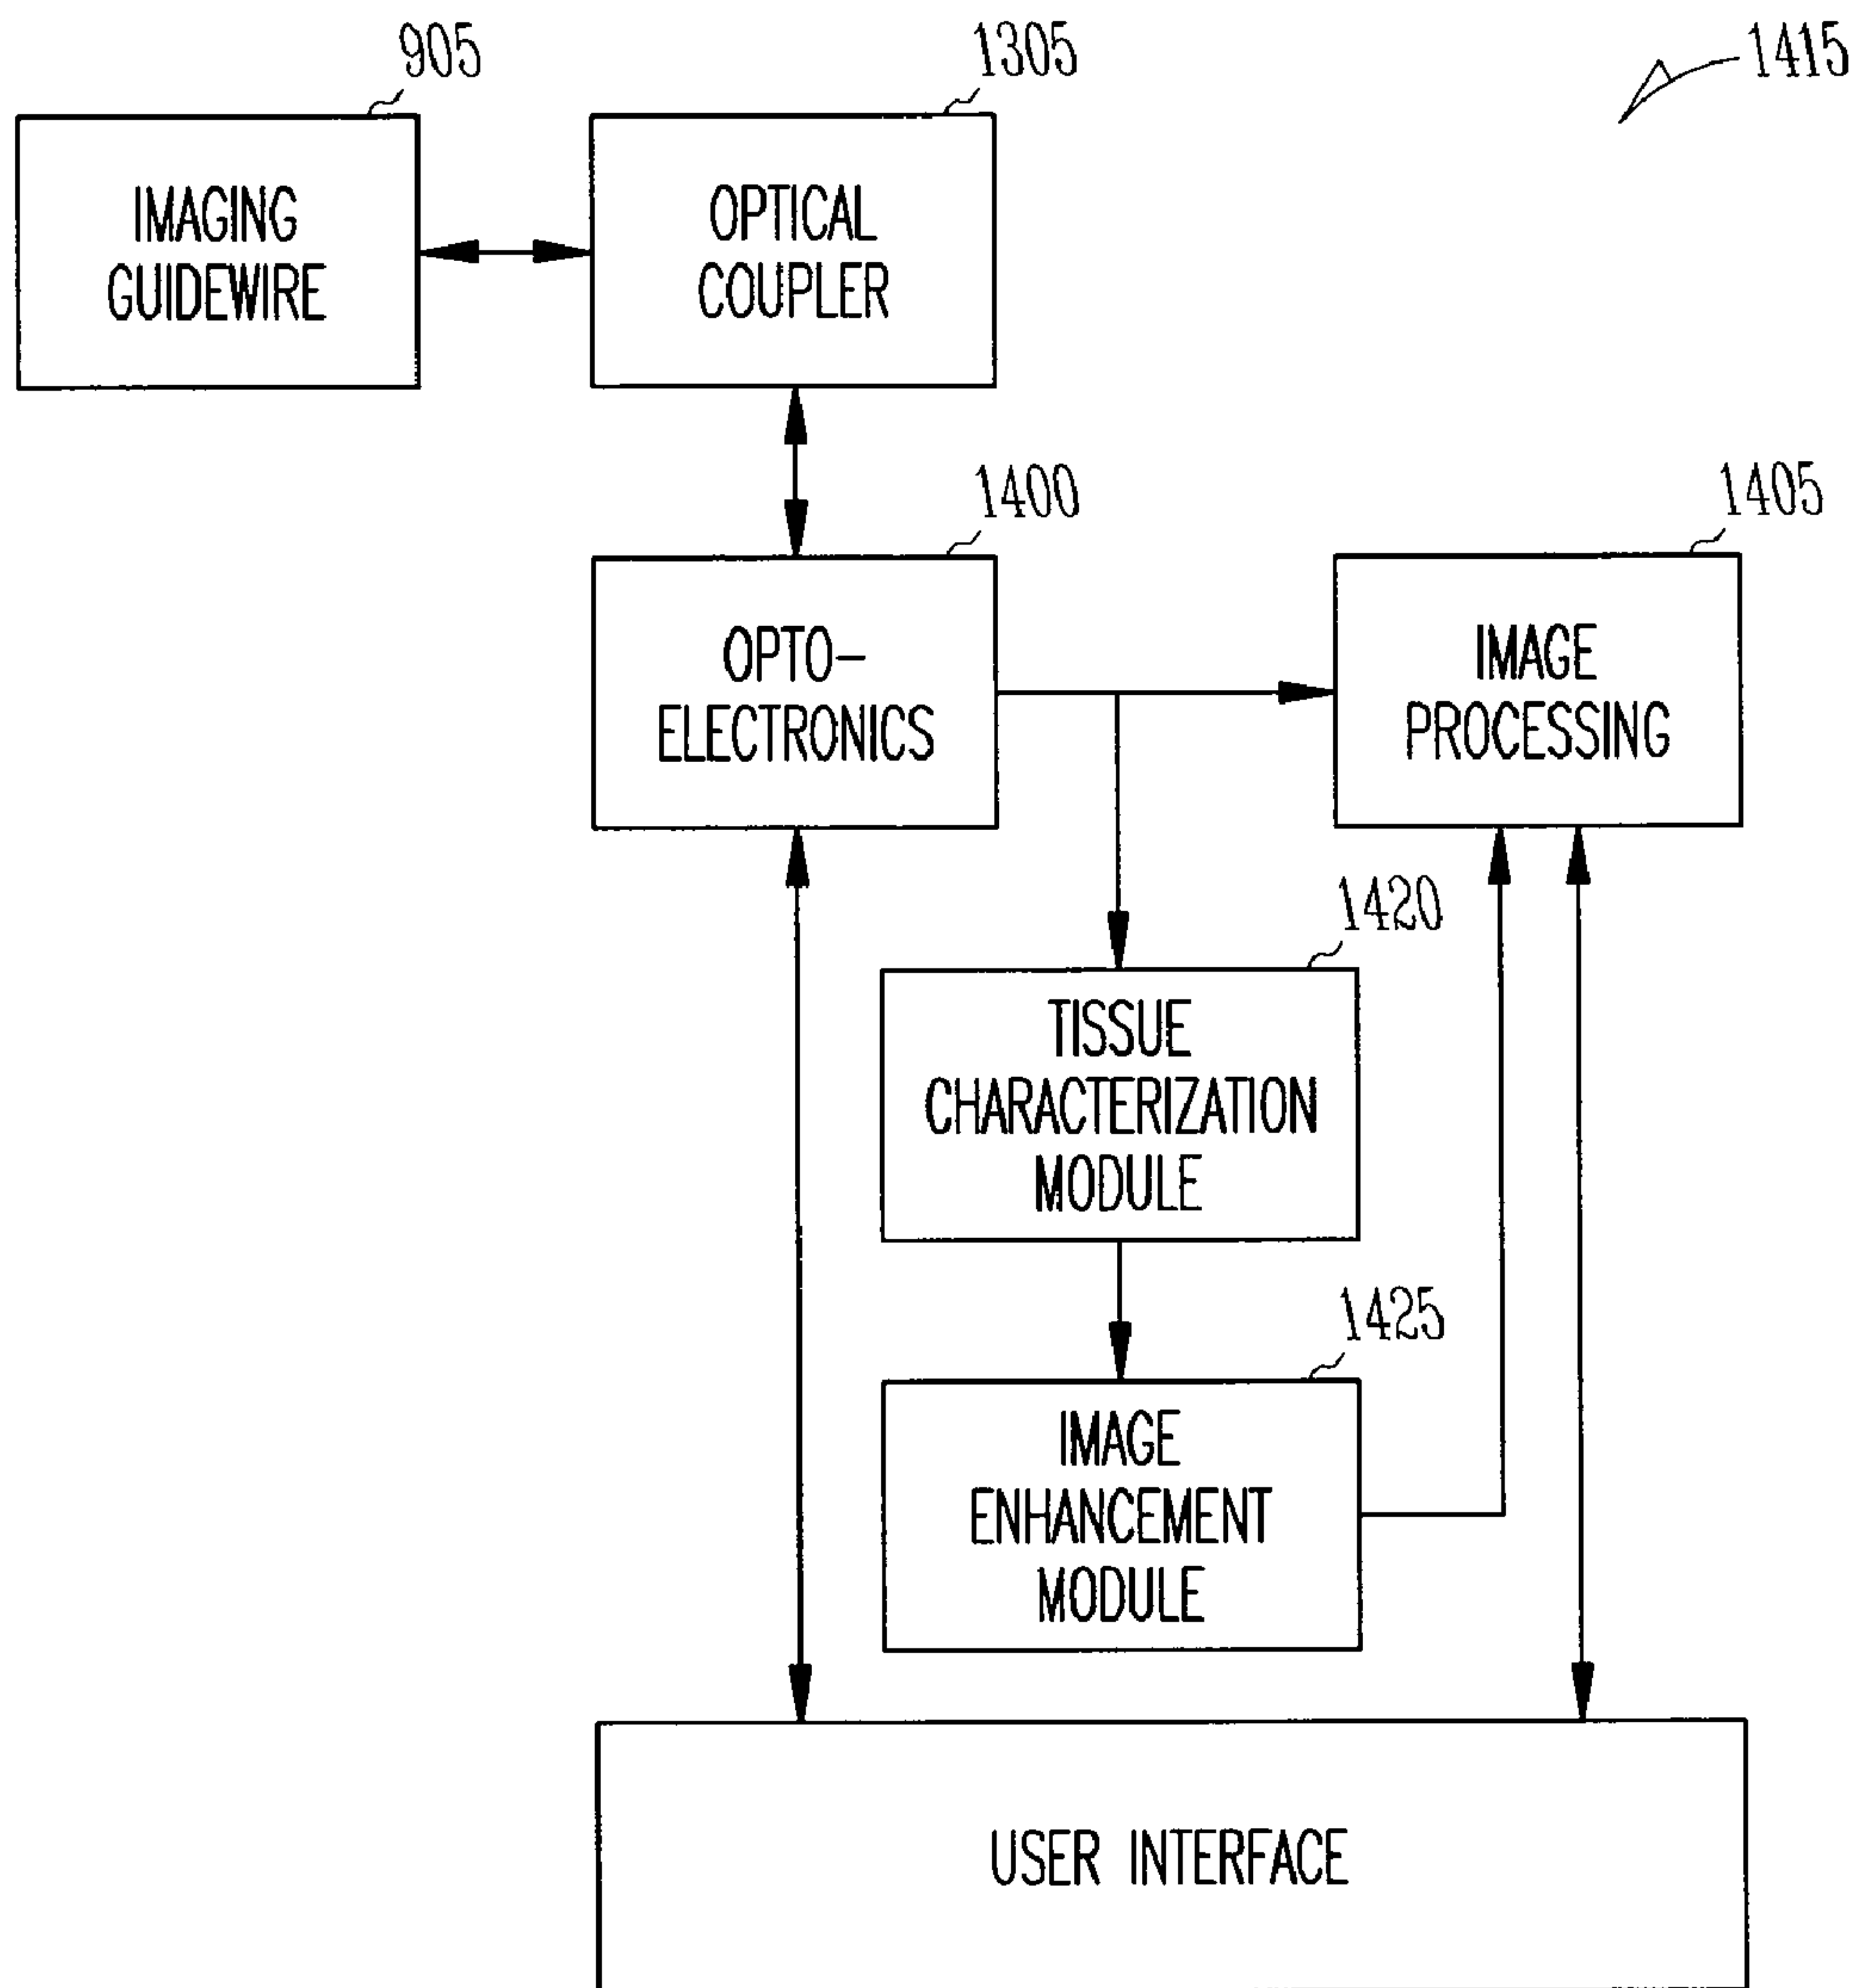 905
1305
1415
IMAGING
GUIDEWIRE
OPTICAL
COUPLER
1400
1405
OPTO-
ELECTRONICS
IMAGE
PROCESSING
1420
TISSUE
CHARACTERIZATION
MODULE
1425
IMAGE
ENHANCEMENT
MODULE
USER INTERFACE